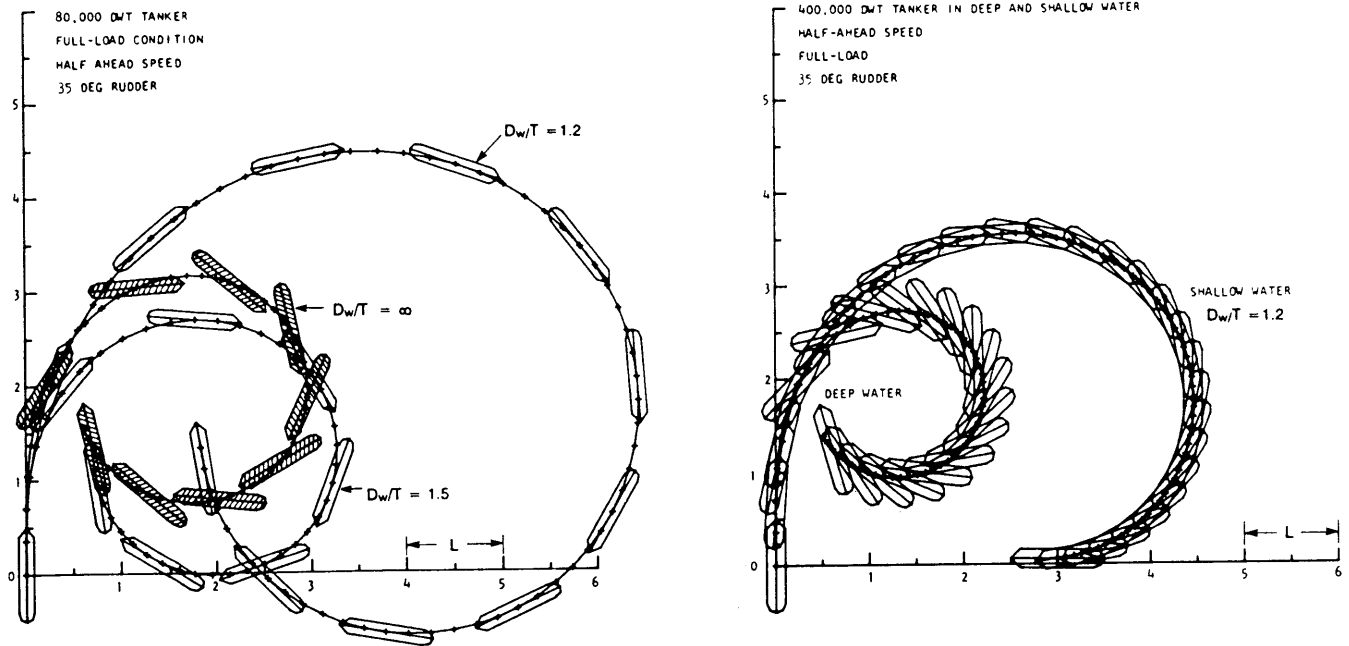 80,000 DWT TANKER
FULL-LOAD CONDITION
HALF AHEAD SPEED
35 DEG RUDDER
5
4
3
2
1
0
1
2
3
4
5
6
Dw/T = 1.2
Dw/T = ∞
Dw/T = 1.5
L
400,000 DWT TANKER IN DEEP AND SHALLOW WATER
HALF-AHEAD SPEED
FULL-LOAD
35 DEG RUDDER
5
4
3
2
1
0
1
2
3
4
5
6
SHALLOW WATER
Dw/T = 1.2
DEEP WATER
L